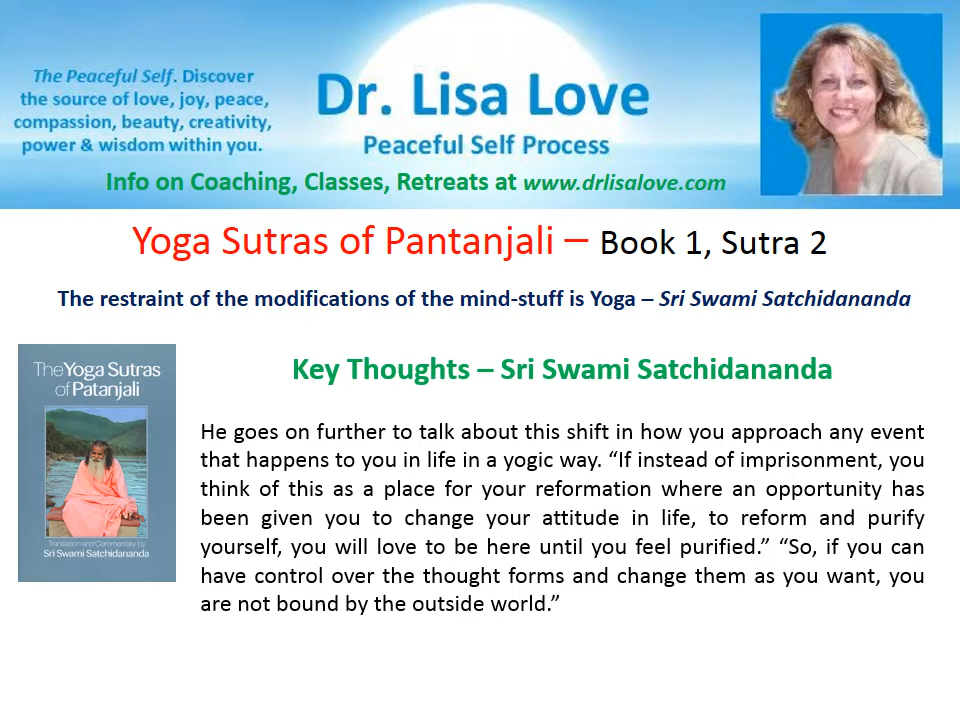 The Peaceful Self. Discover
the source of love, joy, peace,
compassion, beauty, creativity,
power & wisdom within you.
Dr. Lisa Love
Peaceful Self Process
Info on Coaching, Classes, Retreats at www.drlisalove.com
Yoga Sutras of Pantanjali – Book 1, Sutra 2
The restraint of the modifications of the mind-stuff is Yoga – Sri Swami Satchidananda
The Yoga Sutras
of Patanjali
Translation and Commentary by
Sri Swami Satchidananda
Key Thoughts – Sri Swami Satchidananda
He goes on further to talk about this shift in how you approach any event
that happens to you in life in a yogic way. “If instead of imprisonment, you
think of this as a place for your reformation where an opportunity has
been given you to change your attitude in life, to reform and purify
yourself, you will love to be here until you feel purified.” “So, if you can
have control over the thought forms and change them as you want, you
are not bound by the outside world.”